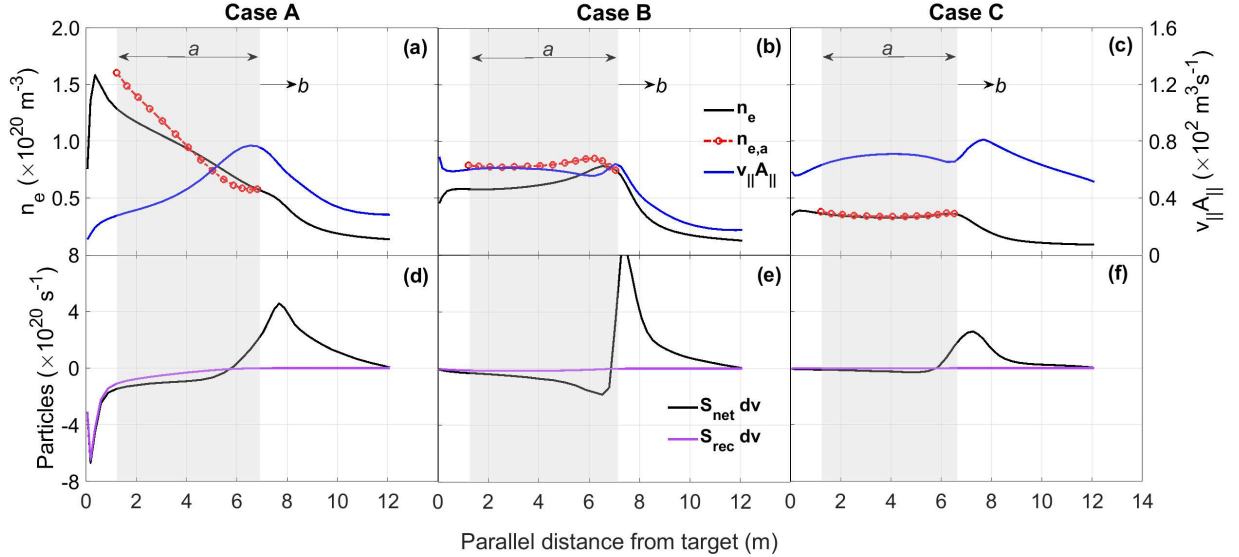 Case A
Case B
Case C
2.0
1.5
1.0
0.5
n_e (×10^20 m^-3)
(a)
a
b
(b)
a
b
n_e
n_e,a
v_||A_||
(c)
a
b
1.6
1.2
0.8
0.4
0
v_||A_|| (×10^2 m^3s^-1)
8
4
0
-4
-8
Particles (×10^20 s^-1)
(d)
(e)
S_net dv
S_rec dv
(f)
0 2 4 6 8 10 12 0 2 4 6 8 10 12 2 4 6 8 10 12 14
Parallel distance from target (m)